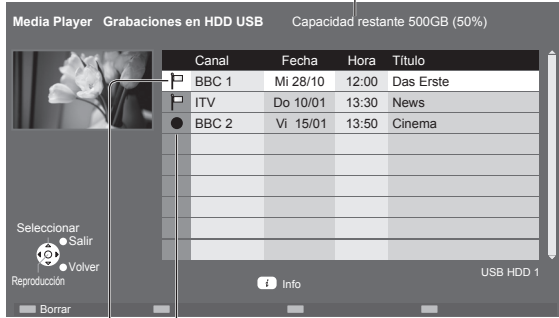 Media Player Grabaciones en HDD USB Capacidad restante 500GB (50%)
Canal Fecha Hora Título
BBC 1 Mi 28/10 12:00 Das Erste
ITV Do 10/01 13:30 News
BBC 2 Vi 15/01 13:50 Cinema
Seleccionar
Salir
Volver
Reproducción
i Info
USB HDD 1
Borrar